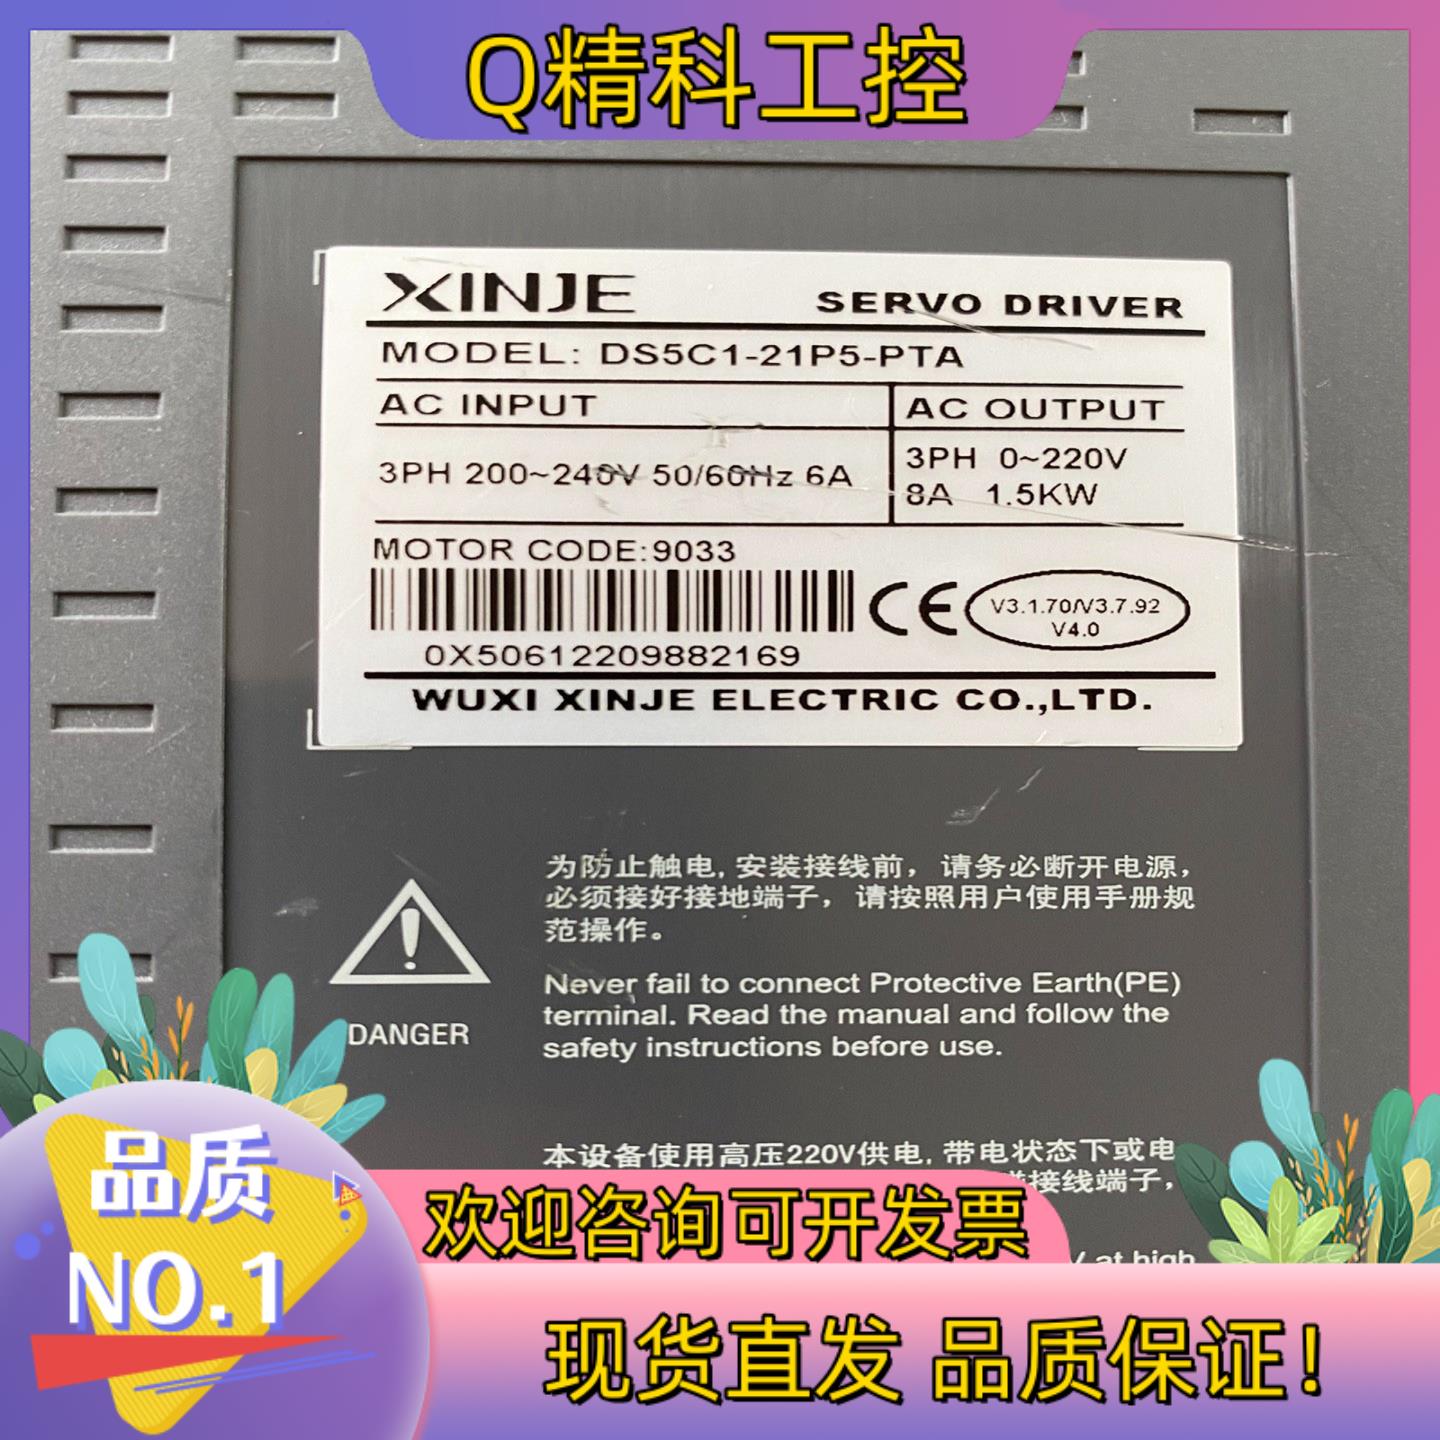 Q精科工控
XINJE
SERVO DRIVER
MODEL: DS5C1-21P5-PTA
AC INPUT
AC OUTPUT
3PH 200~240V 50/60Hz 6A
3PH 0~220V
8A 1.5KW
MOTOR CODE:9033
CE
V3.1.70/V3.7.92
V4.0
0X50612209882169
WUXI XINJE ELECTRIC CO.,LTD.
为防止触电,安装接线前，请务必断开电源，
必须接好接地端子，请按照用户使用手册规
范操作。
DANGER
Never fail to connect Protective Earth(PE)
terminal. Read the manual and follow the
safety instructions before use.
本设备使用高压220V供电,带电状态下或电
接线端子，
at high
品质
NO.1
欢迎咨询可开发票
现货直发 品质保证!